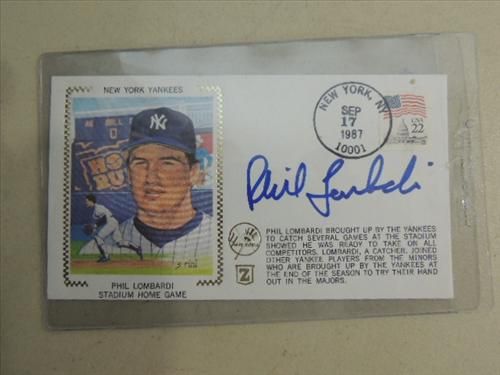 NEW YORK YANKEES
NY
PHIL LOMBARDI
STADIUM HOME GAME
NEW YORK, NY
SEP
17
1987
10001
USA
22
Phil Lombardi
Z
PHIL LOMBARDI BROUGHT UP BY THE YANKEES
TO CATCH SEVERAL GAMES AT THE STADIUM
SHOWED HE WAS READY TO TAKE ON ALL
COMPETITORS. LOMBARDI, A CATCHER, JOINED
OTHER YANKEE PLAYERS FROM THE MINORS
WHO ARE BROUGHT UP BY THE YANKEES AT
THE END OF THE SEASON TO TRY THEIR HAND
OUT IN THE MAJORS.